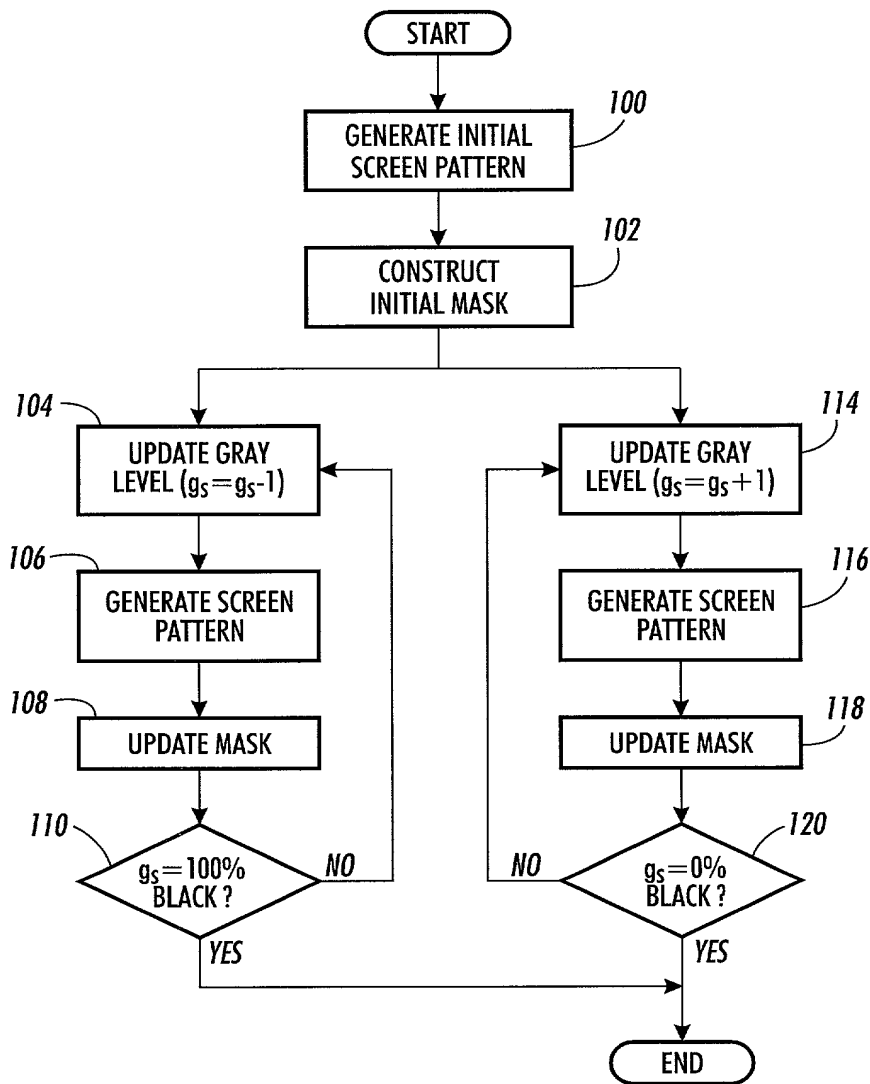 START
100
GENERATE INITIAL
SCREEN PATTERN
102
CONSTRUCT
INITIAL MASK
104
UPDATE GRAY
LEVEL (gs=gs-1)
106
GENERATE SCREEN
PATTERN
108
UPDATE MASK
110
gs=100%
BLACK?
NO
YES
114
UPDATE GRAY
LEVEL (gs=gs+1)
116
GENERATE SCREEN
PATTERN
118
UPDATE MASK
120
gs=0%
BLACK?
NO
YES
END